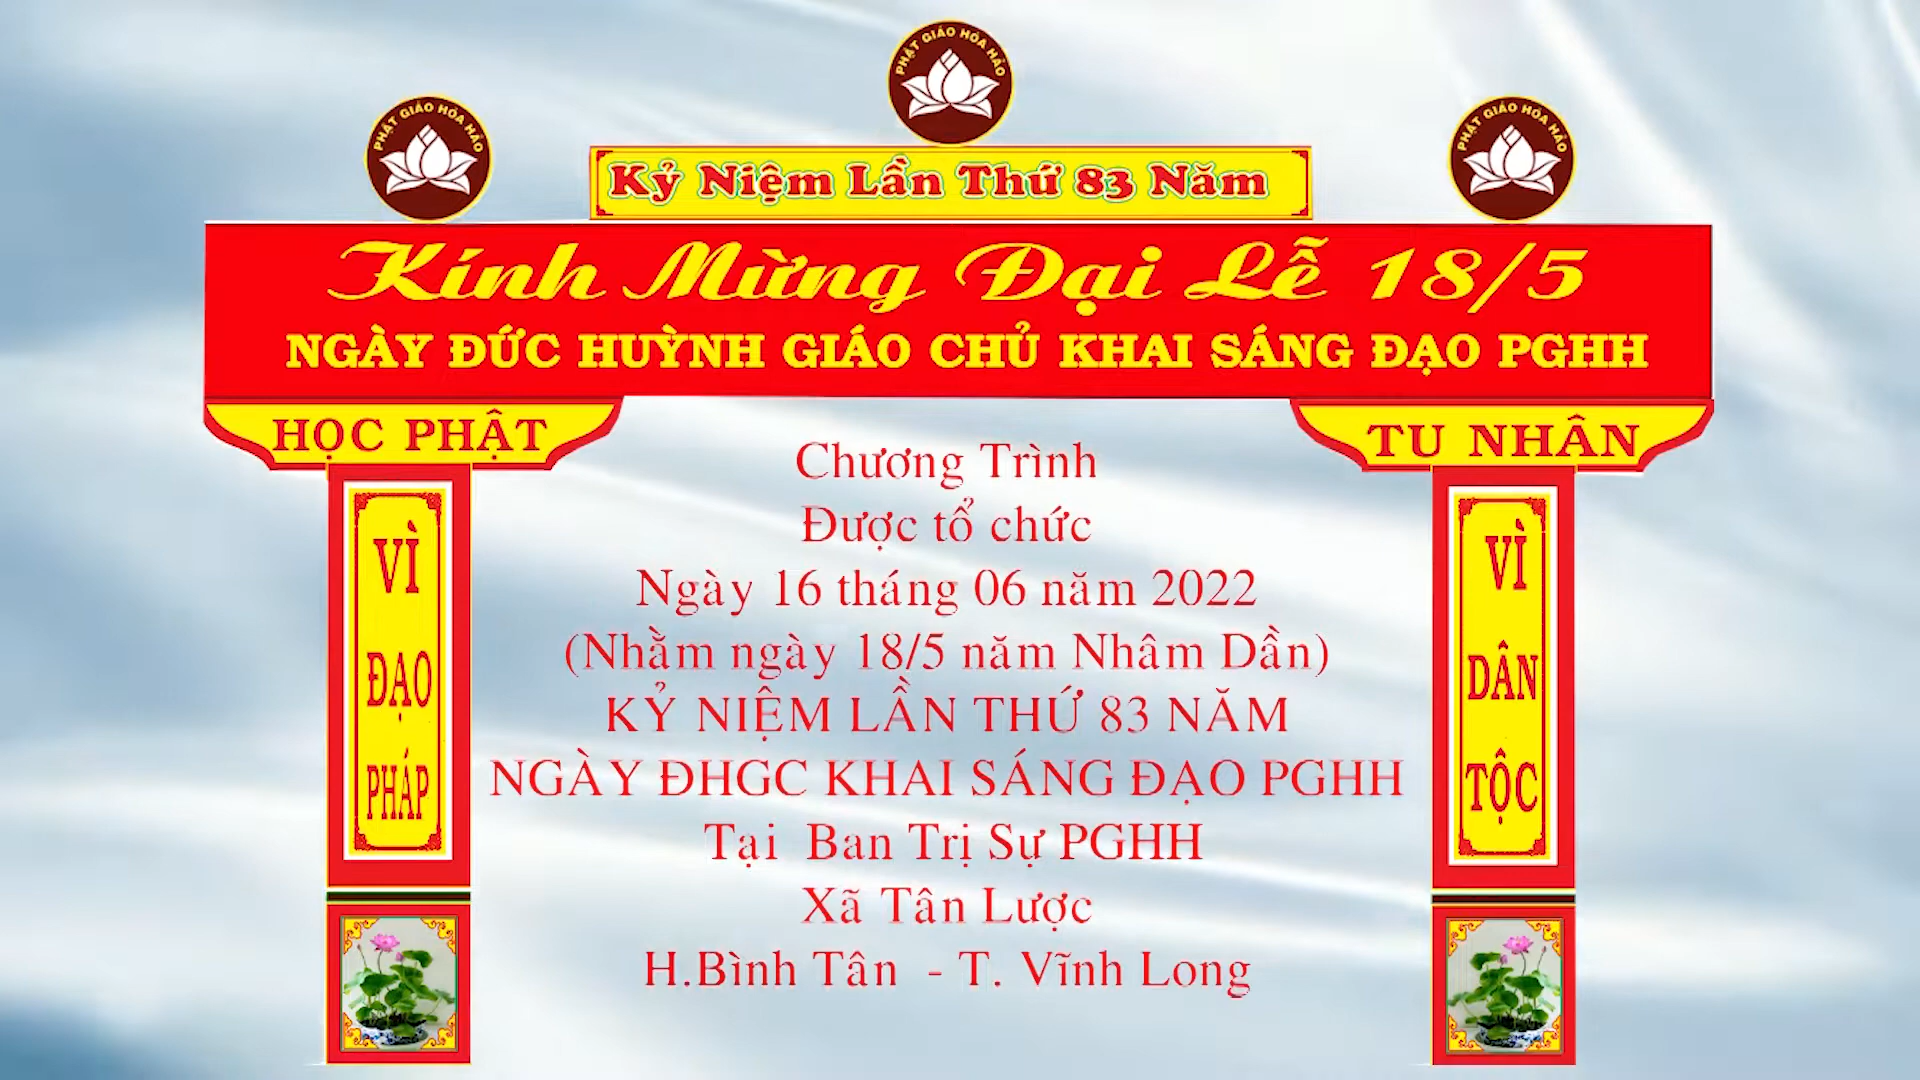 PHẬT GIÁO HÒA HẢO
PHẬT GIÁO HÒA HẢO
PHẬT GIÁO HÒA HẢO
Kỷ Niệm Lần Thứ 83 Năm
Kính Mừng Đại Lễ 18/5
NGÀY ĐỨC HUỲNH GIÁO CHỦ KHAI SÁNG ĐẠO PGHH
HỌC PHẬT
TU NHÂN
VÌ
ĐẠO
PHÁP
Chương Trình
Được tổ chức
Ngày 16 tháng 06 năm 2022
(Nhằm ngày 18/5 năm Nhâm Dần)
KỶ NIỆM LẦN THỨ 83 NĂM
NGÀY ĐHGC KHAI SÁNG ĐẠO PGHH
Tại Ban Trị Sự PGHH
Xã Tân Lược
H.Bình Tân - T. Vĩnh Long
VÌ
DÂN
TỘC